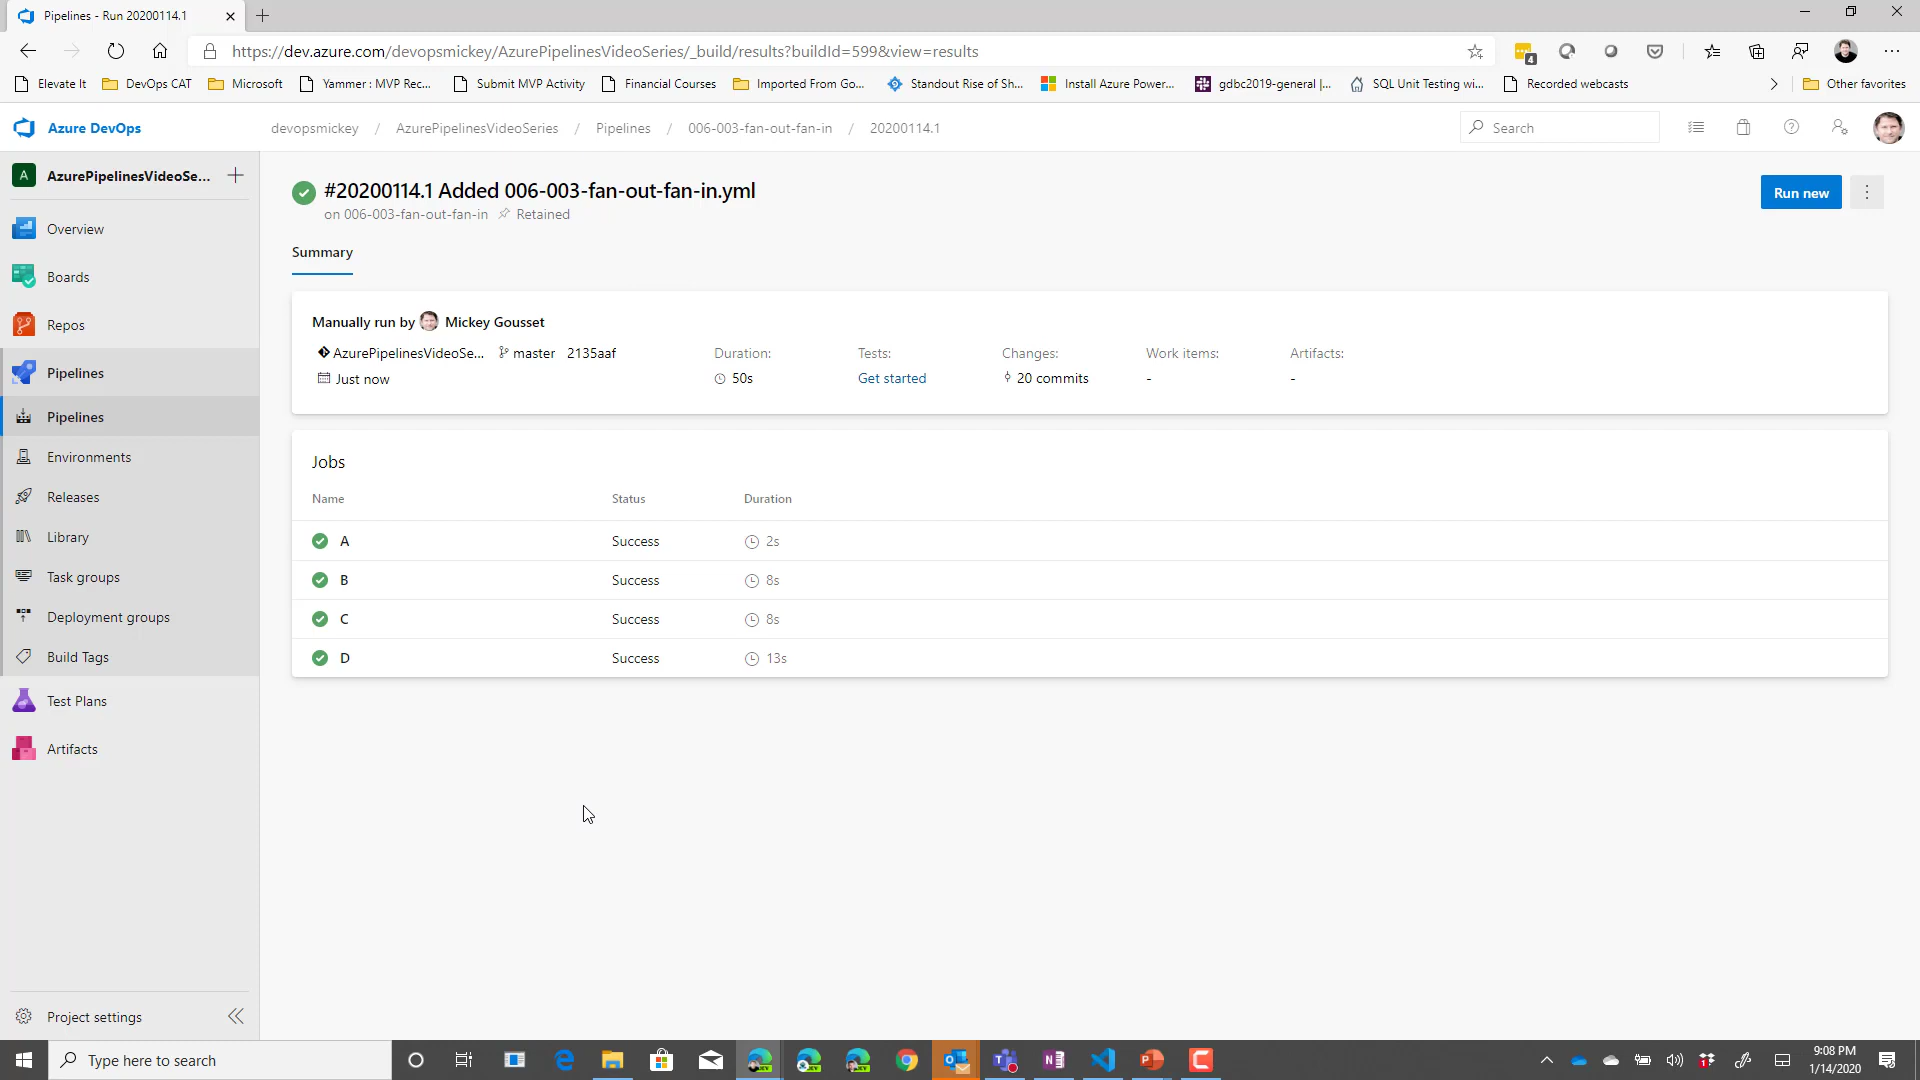 Pipelines - Run 20200114.1
https://dev.azure.com/devopsmickey/AzurePipelinesVideoSeries/_build/results?buildId=599&view=results
4
Elevate It
DevOps CAT
Microsoft
Yammer : MVP Rec...
Submit MVP Activity
Financial Courses
Imported From Go...
Standout Rise of Sh...
Install Azure Power...
gdbc2019-general |...
SQL Unit Testing wi...
Recorded webcasts
Other favorites
Azure DevOps
devopsmickey / AzurePipelinesVideoSeries / Pipelines / 006-003-fan-out-fan-in / 20200114.1
Search
A
AzurePipelinesVideoSe...
Overview
Boards
Repos
Pipelines
Pipelines
Environments
Releases
Library
Task groups
Deployment groups
Build Tags
Test Plans
Artifacts
Project settings
#20200114.1 Added 006-003-fan-out-fan-in.yml
on 006-003-fan-out-fan-in Retained
Run new
Summary
Manually run by Mickey Gousset
AzurePipelinesVideoSe... master 2135aaf
Just now
Duration:
50s
Tests:
Get started
Changes:
20 commits
Work items:
-
Artifacts:
-
Jobs
Name Status Duration
A Success 2s
B Success 8s
C Success 8s
D Success 13s
Type here to search
9:08 PM
1/14/2020